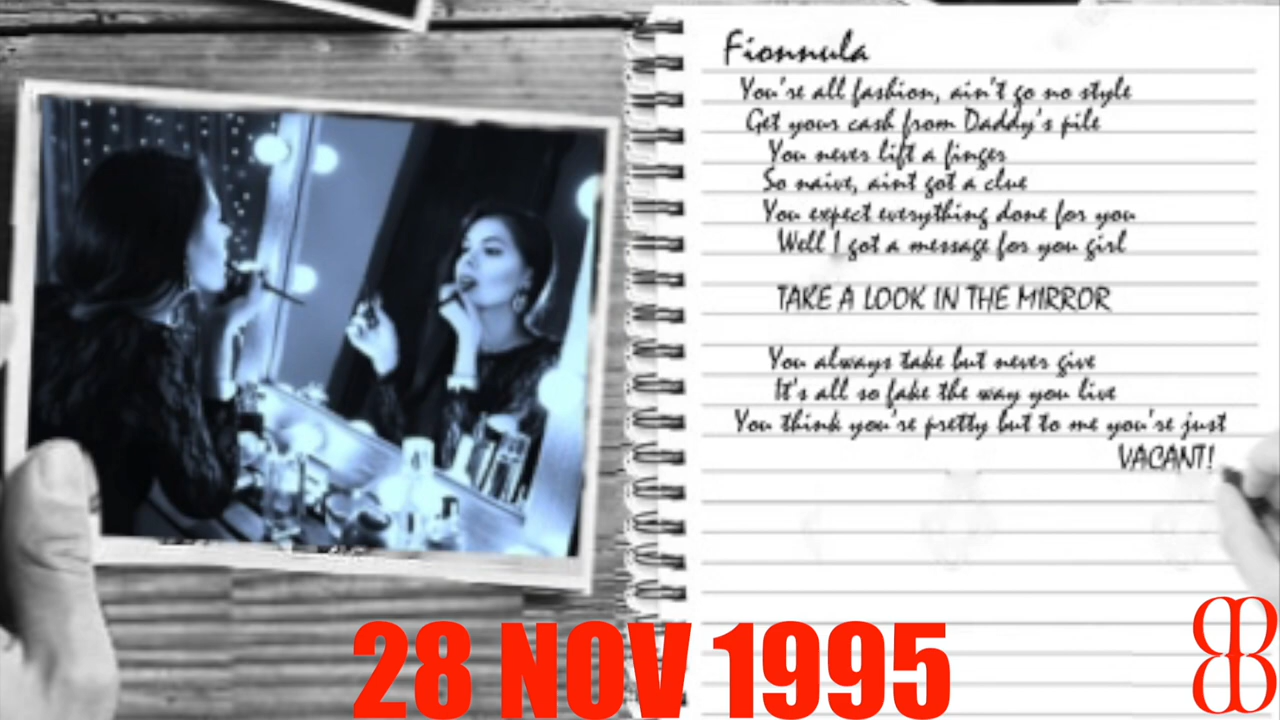 Fionnula
You're all fashion, ain't go no style
Get your cash from Daddy's pile
You never lift a finger
So naive, aint got a clue
You expect everything done for you
Well I got a message for you girl
TAKE A LOOK IN THE MIRROR
You always take but never give
It's all so fake the way you live
You think you're pretty but to me you're just
VACANT!
28 NOV 1995